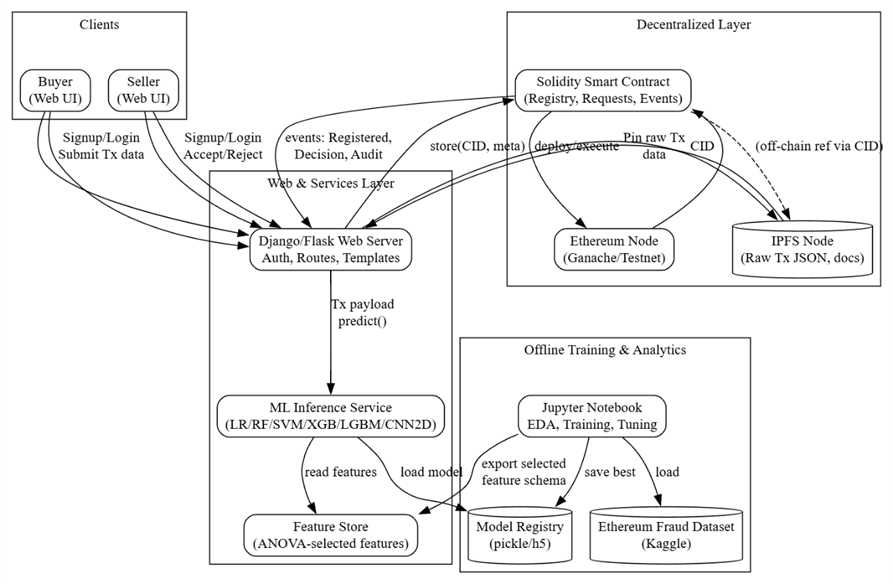 Clients
Buyer
(Web UI)
Seller
(Web UI)
Signup/Login
Submit Tx data
Signup/Login
Accept/Reject
Decentralized Layer
Solidity Smart Contract
(Registry, Requests, Events)
events: Registered,
Decision, Audit
store(CID, meta)
deploy/execute
Pin raw Tx
data
CID
(off-chain ref via CID)
Ethereum Node
(Ganache/Testnet)
IPFS Node
(Raw Tx JSON, docs)
Web & Services Layer
Django/Flask Web Server
Auth, Routes, Templates
Tx payload
predict()
ML Inference Service
(LR/RF/SVM/XGB/LGBM/CNN2D)
read features
load model
Feature Store
(ANOVA-selected features)
Offline Training & Analytics
Jupyter Notebook
EDA, Training, Tuning
export selected
feature schema
save best
load
Model Registry
(pickle/h5)
Ethereum Fraud Dataset
(Kaggle)